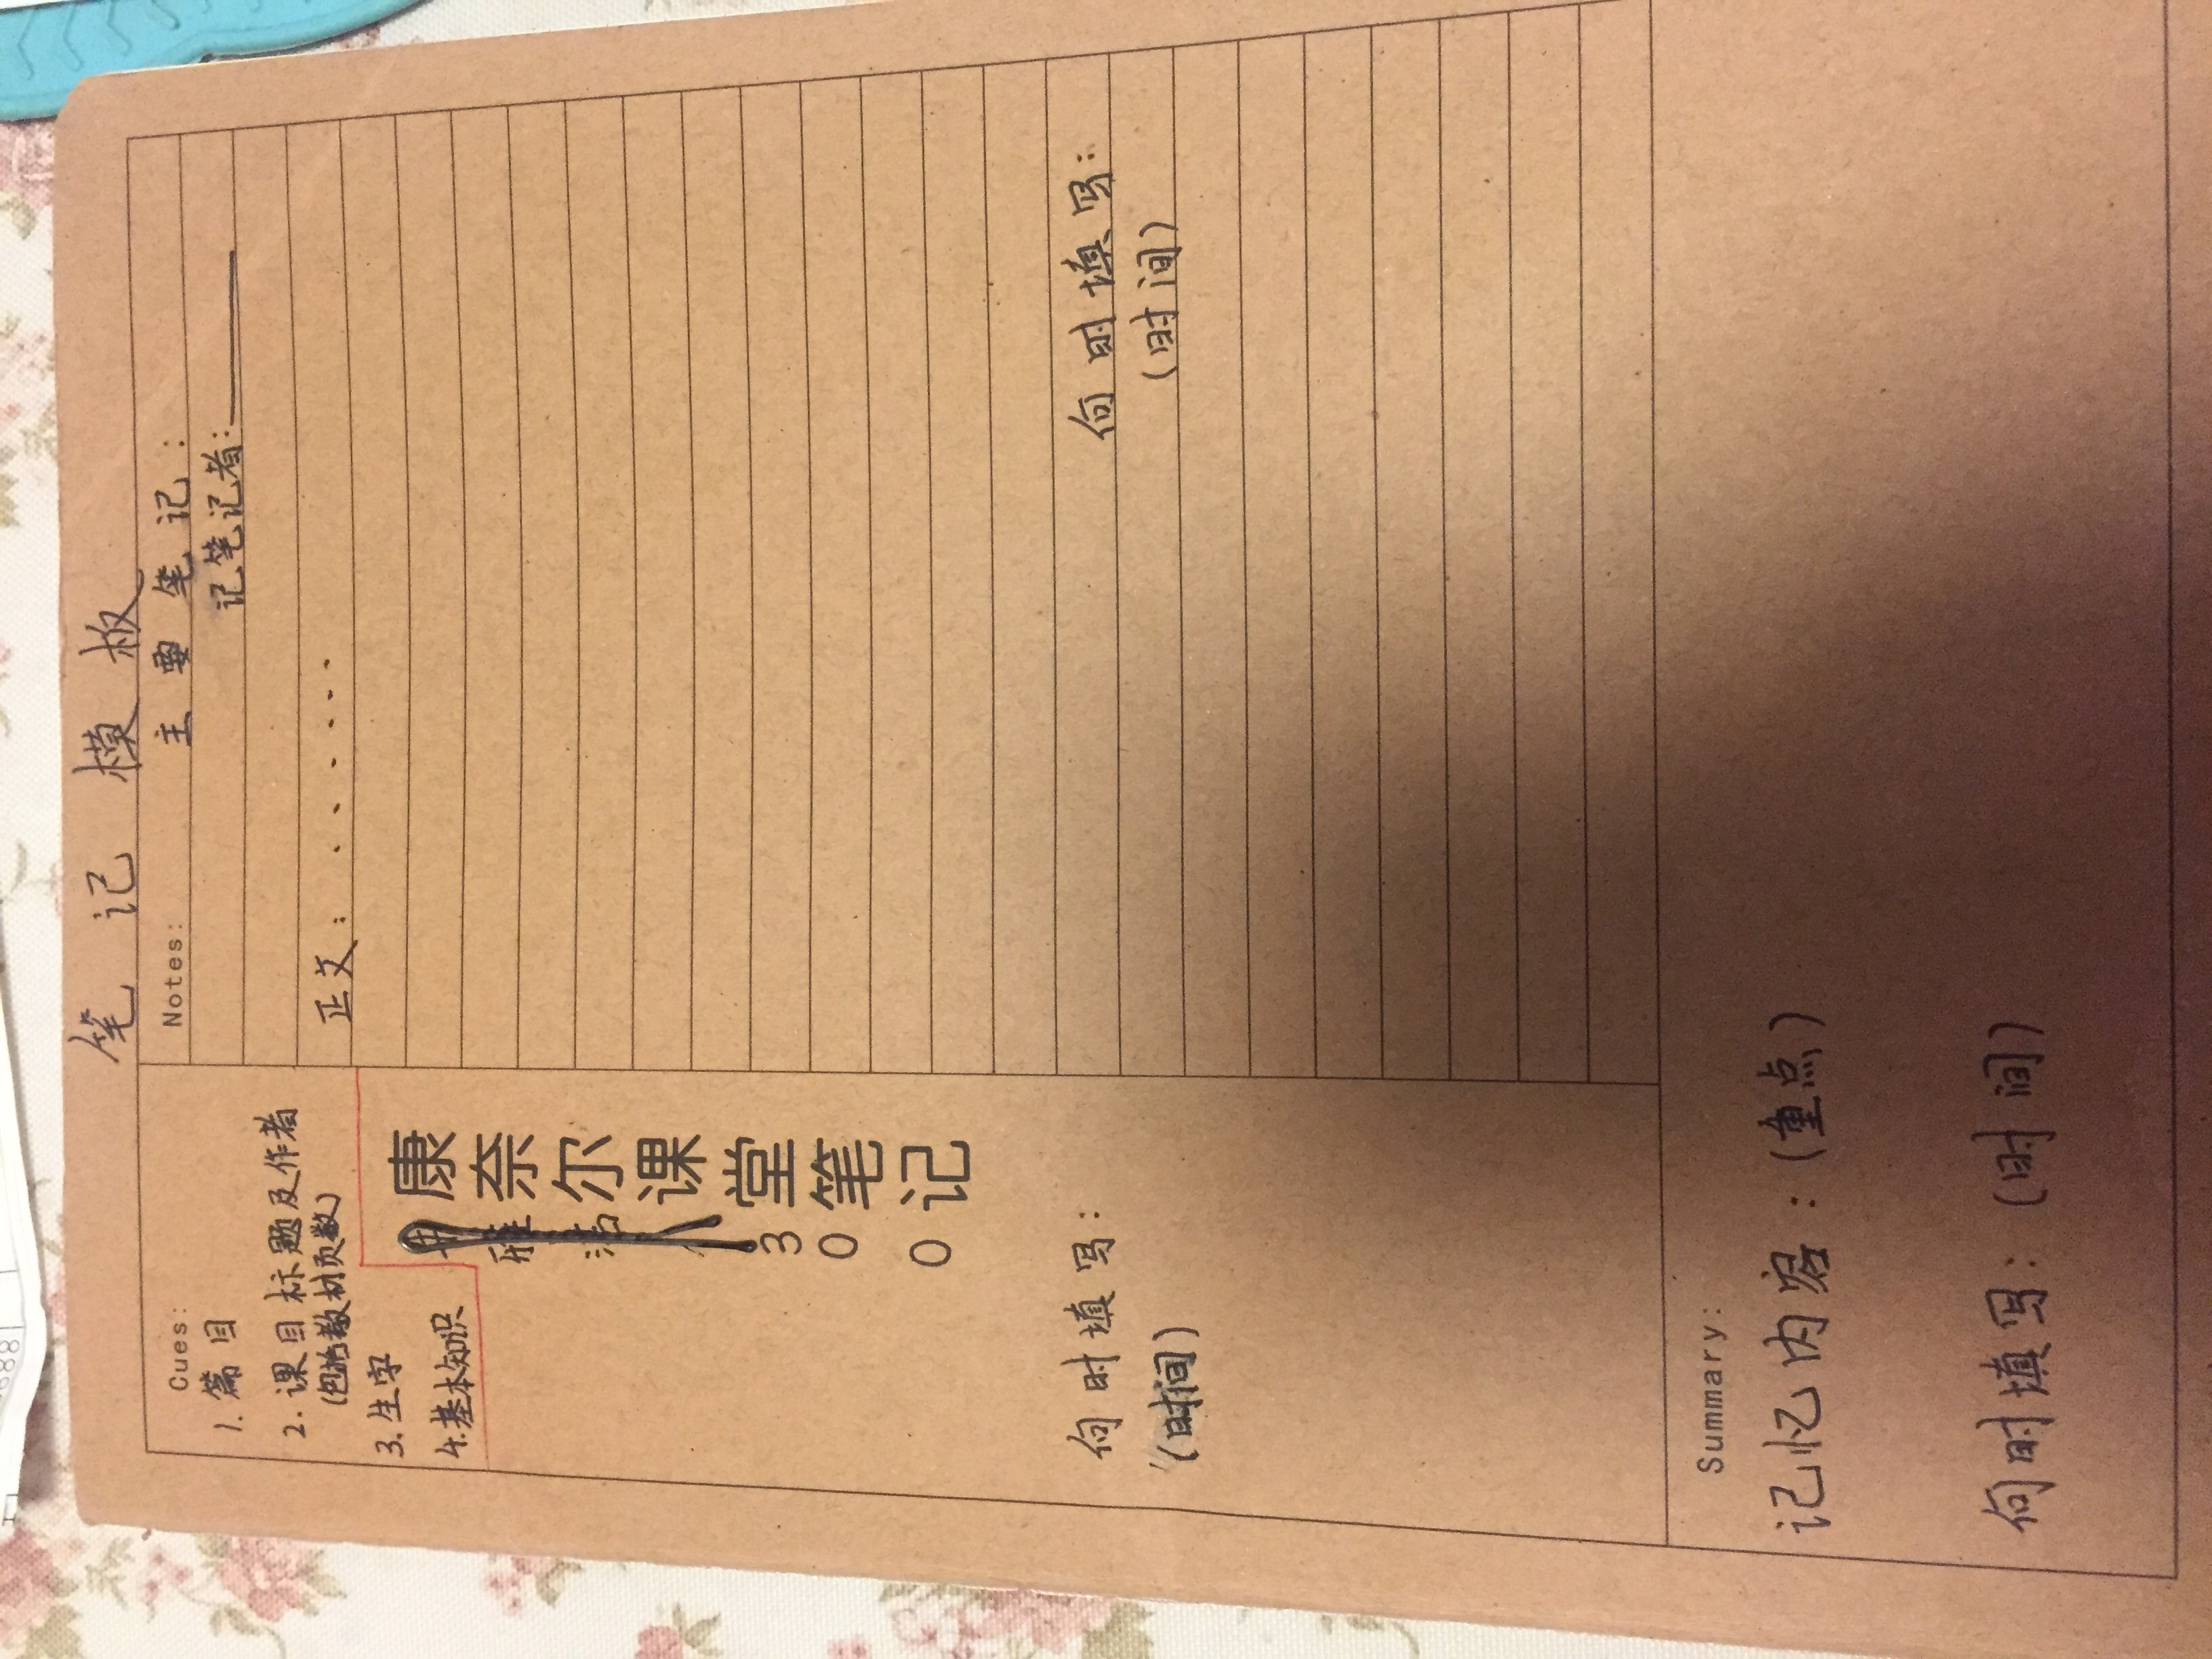 笔记模板
Cues:
1. 篇目
2. 课目标题及作者
(包括教材页数)
3. 生字
4. 基本知识
康奈尔课堂笔记
300
何时填写:
(时间)
Notes: 主要笔记:
记笔记者:
正文: ······
何时填写:
(时间)
Summary:
记忆内容: (重点)
何时填写: (时间)